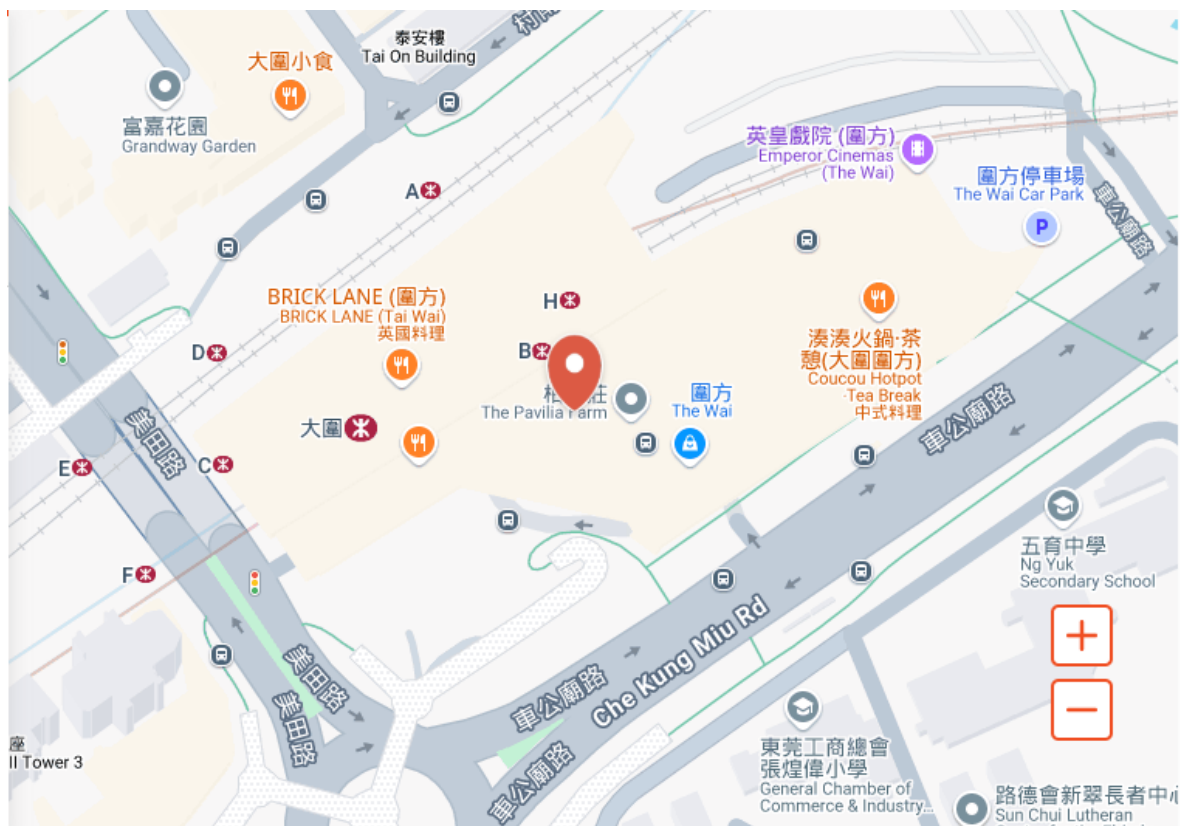 村南
泰安樓
Tai On Building
大圍小食
富嘉花園
Grandway Garden
英皇戲院 (圍方)
Emperor Cinemas
(The Wai)
圍方停車場
The Wai Car Park
P
車公廟路
A
BRICK LANE (圍方)
BRICK LANE (Tai Wai)
英國料理
H
D
B
湊湊火鍋·茶
憩(大圍圍方)
Coucou Hotpot
·Tea Break
中式料理
The Pavilia Farm
圍方
The Wai
大圍
車公廟路
美田路
E
C
F
五育中學
Ng Yuk
Secondary School
Che Kung Miu Rd
車公廟路
美田路
美田路
車公廟路
+
−
東莞工商總會
張煌偉小學
General Chamber of
Commerce & Industry...
座
ll Tower 3
路德會新翠長者中心
Sun Chui Lutheran